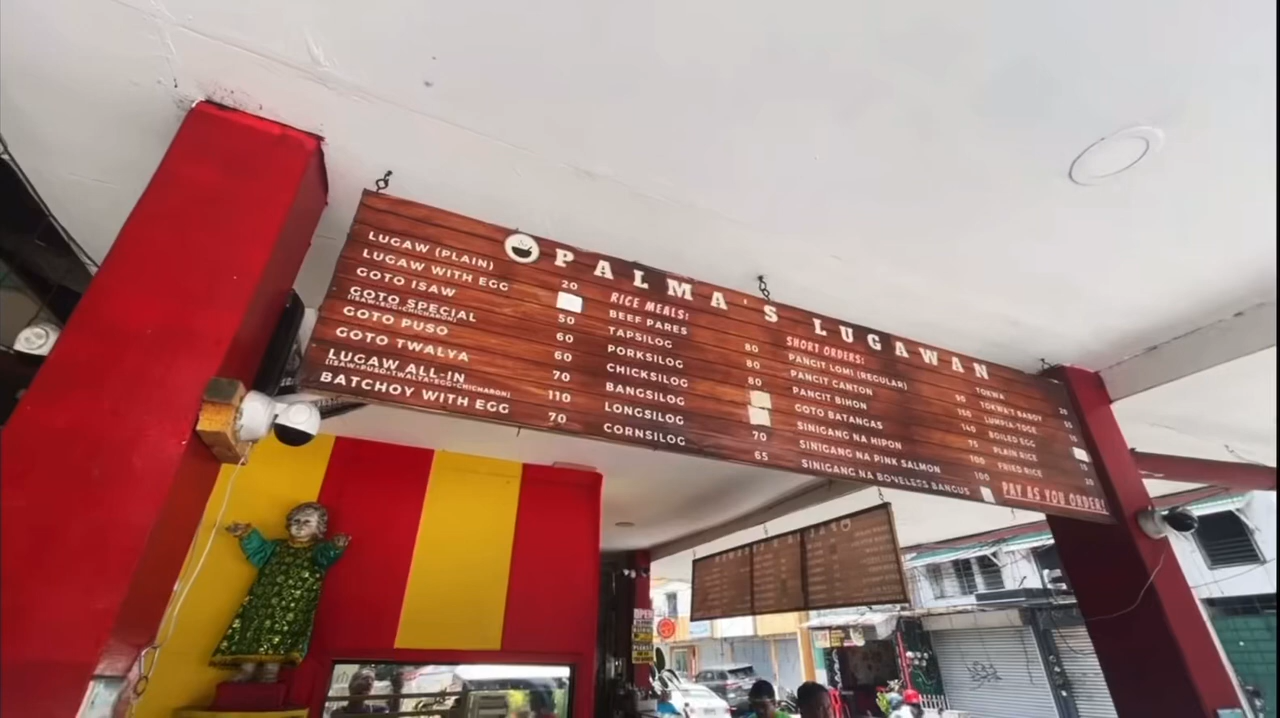 PALMA'S LUGAWAN
LUGAW (PLAIN) 20
LUGAW WITH EGG
GOTO ISAW 50
GOTO SPECIAL 60
(ISAW+EGG+CHICHARON)
GOTO PUSO 60
GOTO TWALYA 70
LUGAW ALL-IN 110
(ISAW+PUSO+TWALYA+EGG+CHICHARON)
BATCHOY WITH EGG 70
RICE MEALS:
BEEF PARES 80
TAPSILOG 80
PORKSILOG 80
CHICKSILOG
BANGSILOG
LONGSILOG 70
CORNSILOG 65
SHORT ORDERS:
PANCIT LOMI (REGULAR) 90
PANCIT CANTON 150
PANCIT BIHON 140
GOTO BATANGAS 75
SINIGANG NA HIPON 100
SINIGANG NA PINK SALMON 100
SINIGANG NA BONELESS BANGUS
TOKWA
TOKWA'T BABOY
LUMPIA-TOGE
BOILED EGG
PLAIN RICE
FRIED RICE
PAY AS YOU ORDER!
OPEN